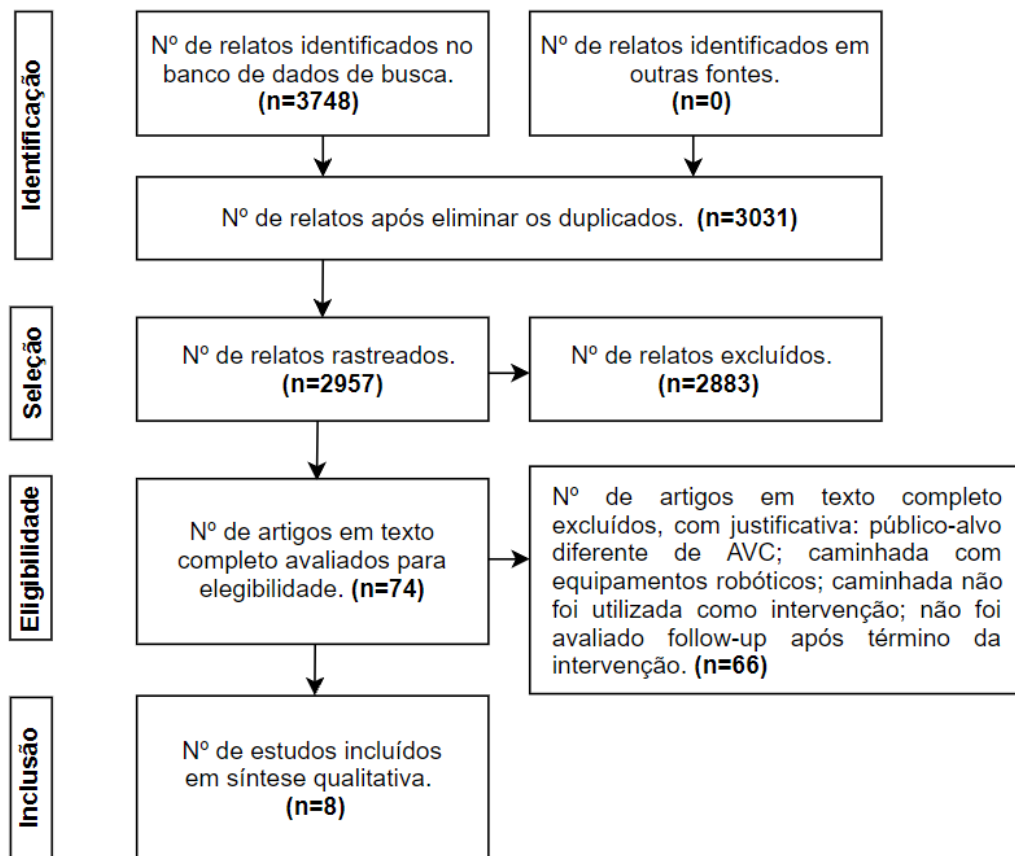 Identificação
Nº de relatos identificados no
banco de dados de busca.
(n=3748)
Nº de relatos identificados em
outras fontes.
(n=0)
Nº de relatos após eliminar os duplicados. (n=3031)
Seleção
Nº de relatos rastreados.
(n=2957)
Nº de relatos excluídos.
(n=2883)
Eligibilidade
Nº de artigos em texto
completo avaliados para
elegibilidade. (n=74)
Nº de artigos em texto completo
excluídos, com justificativa: público-alvo
diferente de AVC; caminhada com
equipamentos robóticos; caminhada não
foi utilizada como intervenção; não foi
avaliado follow-up após término da
intervenção. (n=66)
Inclusão
Nº de estudos incluídos
em síntese qualitativa.
(n=8)